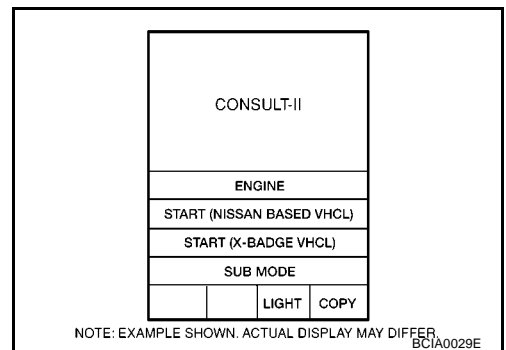 CONSULT-II
ENGINE
START (NISSAN BASED VHCL)
START (X-BADGE VHCL)
SUB MODE
LIGHT COPY
NOTE: EXAMPLE SHOWN. ACTUAL DISPLAY MAY DIFFER.
BCIA0029E